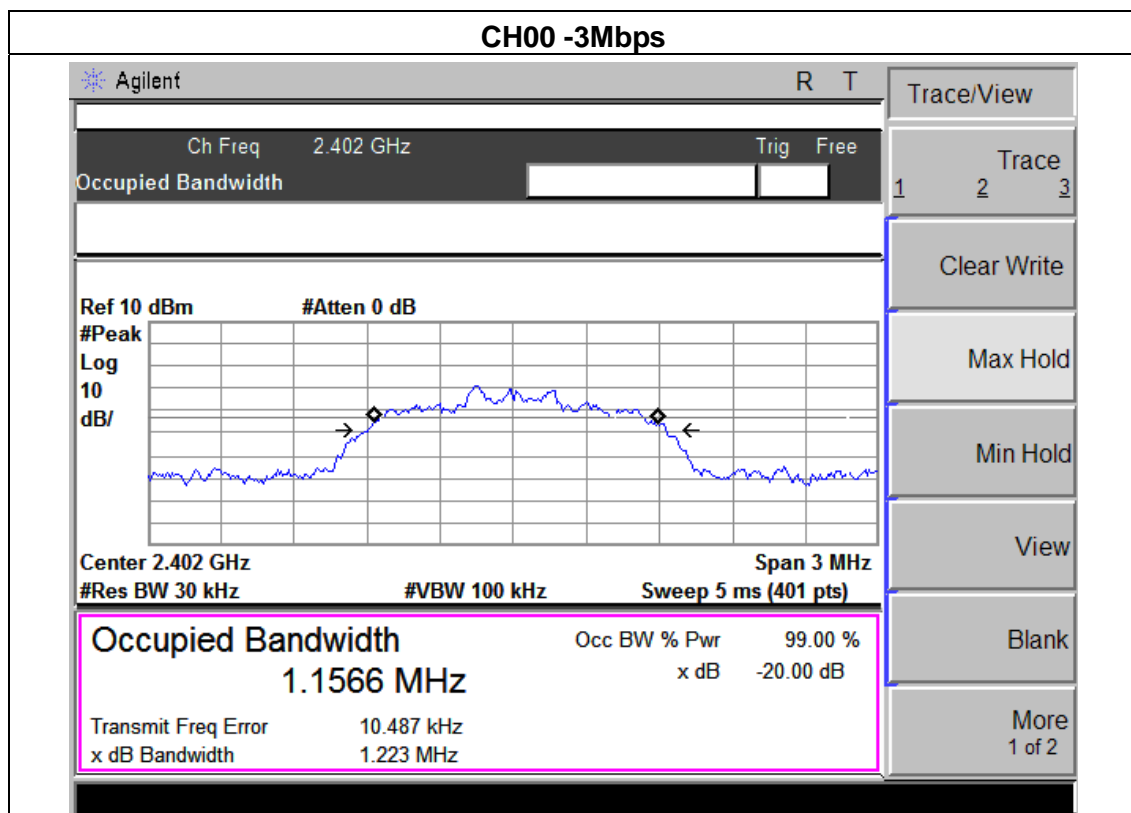 CH00 -3Mbps
Agilent R T
Trace/View
Ch Freq 2.402 GHz Trig Free
Occupied Bandwidth
Trace
1 2 3
Clear Write
Ref 10 dBm #Atten 0 dB
#Peak
Log
10
dB/
Max Hold
Min Hold
View
Center 2.402 GHz Span 3 MHz
#Res BW 30 kHz #VBW 100 kHz Sweep 5 ms (401 pts)
Occupied Bandwidth
1.1566 MHz
Occ BW % Pwr 99.00 %
x dB -20.00 dB
Transmit Freq Error 10.487 kHz
x dB Bandwidth 1.223 MHz
Blank
More
1 of 2